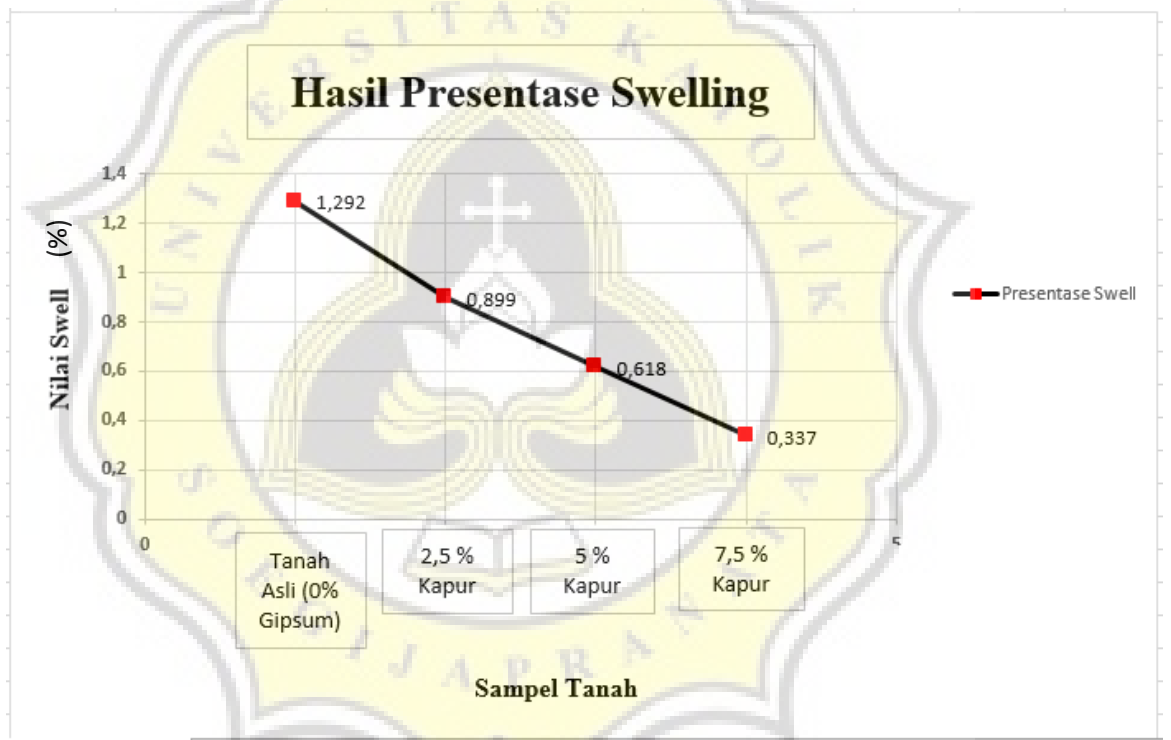 UNIVERSITAS KATOLIK
Hasil Presentase Swelling
1,4
1,2
1
0,8
0,6
0,4
0,2
0
Nilai Swell (%)
1,292
0,899
0,618
0,337
Presentase Swell
0
5
Tanah
Asli (0%
Gipsum)
2,5 %
Kapur
5 %
Kapur
7,5 %
Kapur
Sampel Tanah